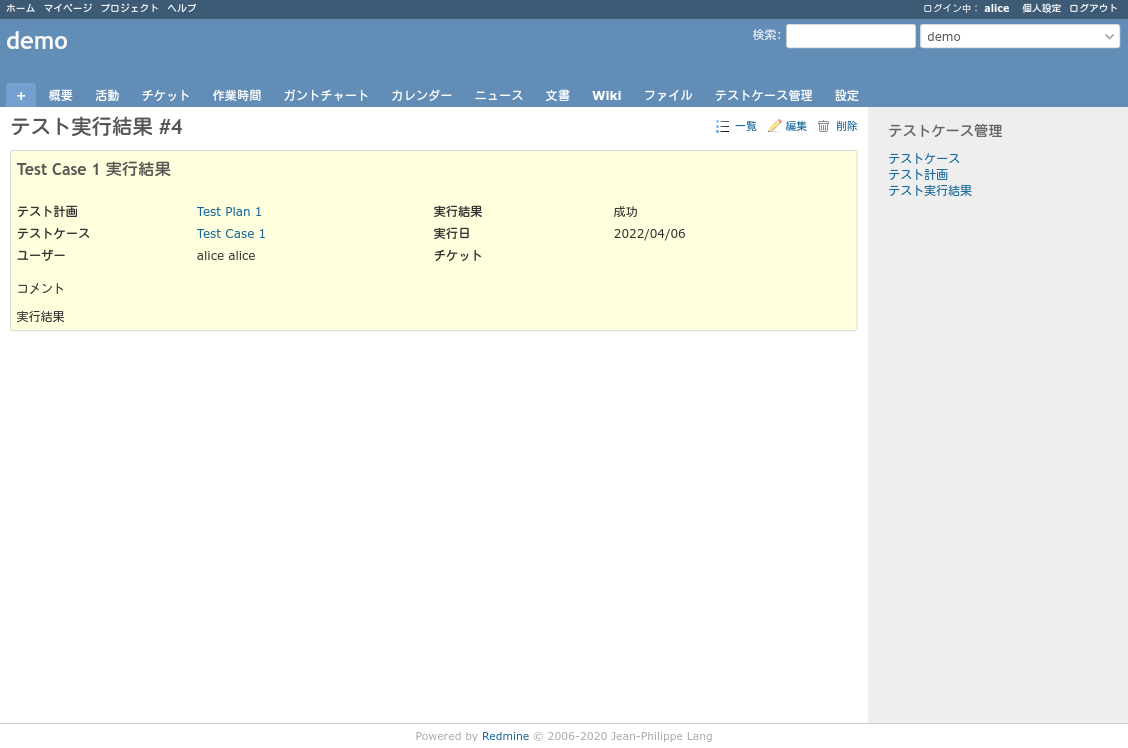 ホーム マイページ プロジェクト ヘルプ ログイン中： alice 個人設定 ログアウト
demo 検索: demo
+ 概要 活動 チケット 作業時間 ガントチャート カレンダー ニュース 文書 Wiki ファイル テストケース管理 設定
テスト実行結果 #4 一覧 編集 削除
Test Case 1 実行結果
テスト計画 Test Plan 1 実行結果 成功
テストケース Test Case 1 実行日 2022/04/06
ユーザー alice alice チケット
コメント
実行結果
テストケース管理
テストケース
テスト計画
テスト実行結果
Powered by Redmine © 2006-2020 Jean-Philippe Lang